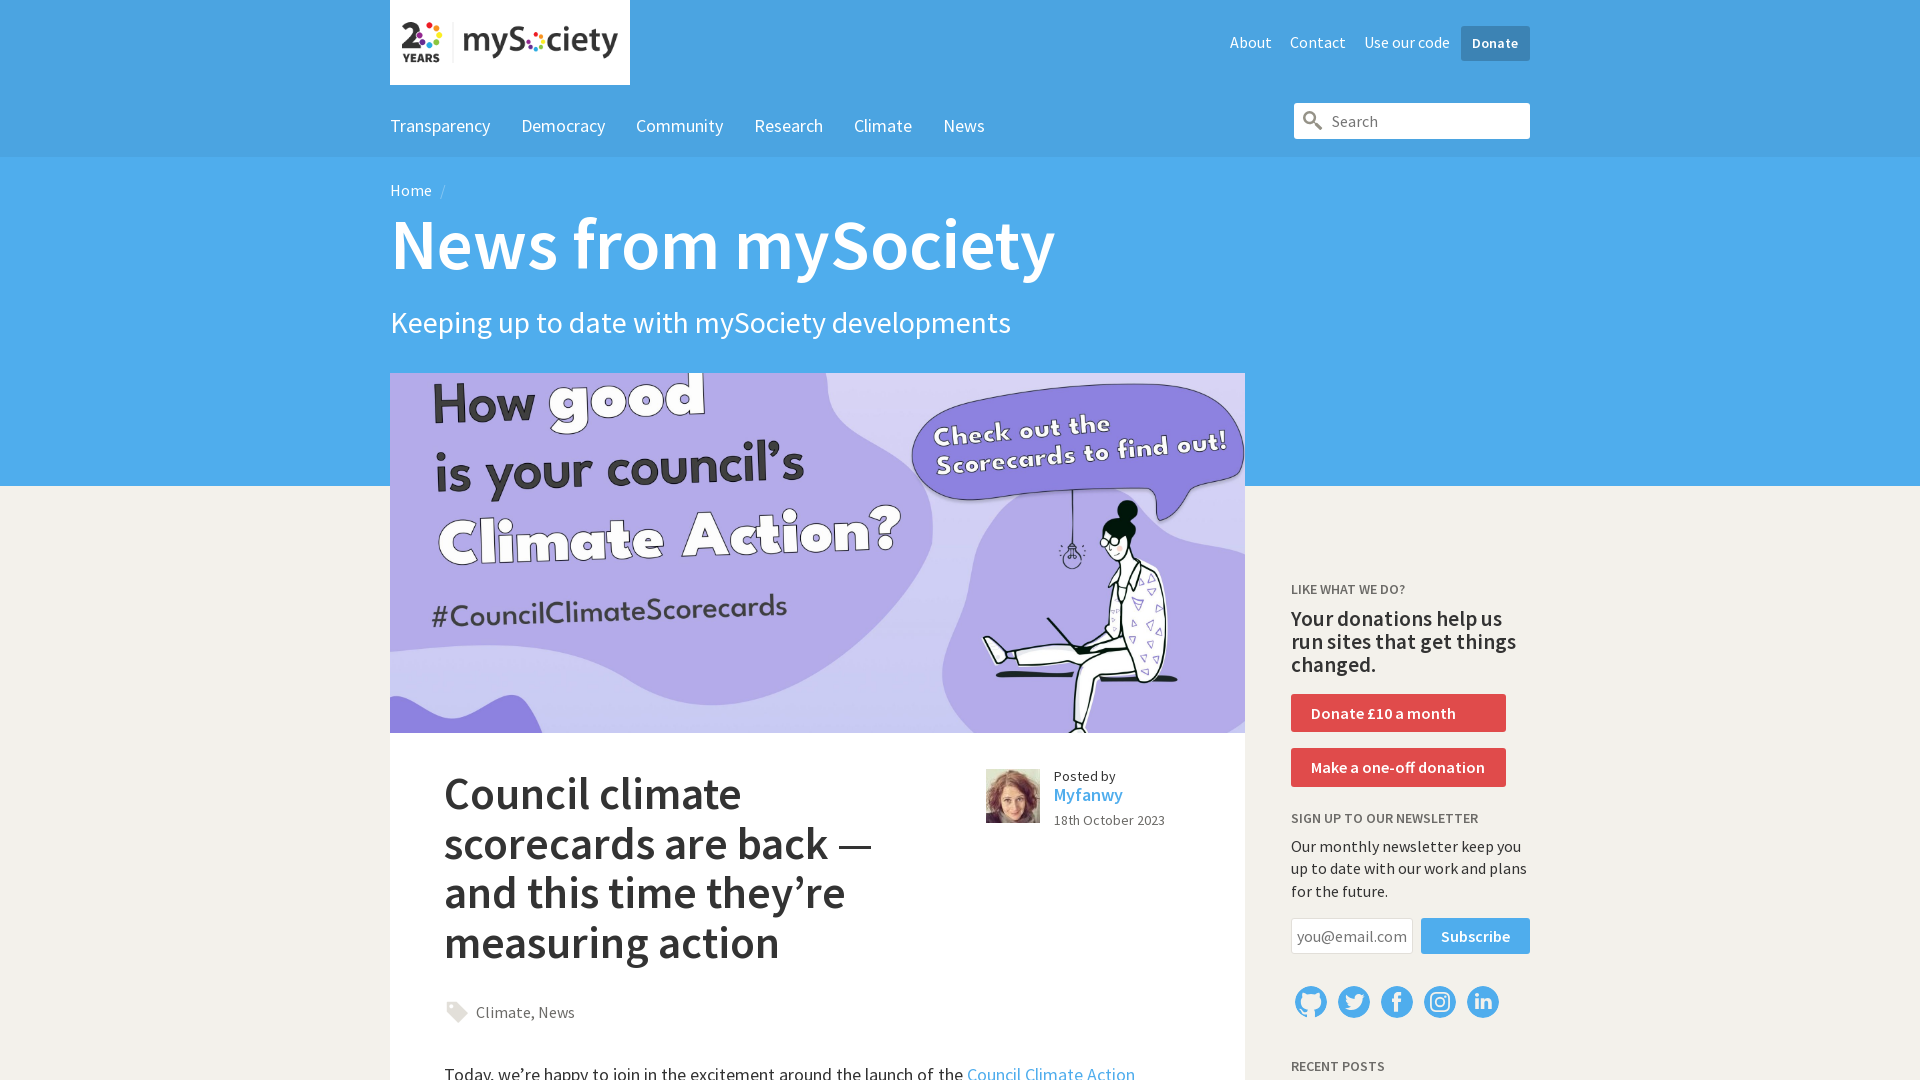 20 YEARS mySociety
About Contact Use our code Donate
Transparency Democracy Community Research Climate News
Search
Home /
News from mySociety
Keeping up to date with mySociety developments
How good
is your council's
Climate Action?
#CouncilClimateScorecards
Check out the
Scorecards to find out!
Council climate
scorecards are back —
and this time they’re
measuring action
Posted by
Myfanwy
18th October 2023
Climate, News
Today, we’re happy to join in the excitement around the launch of the Council Climate Action
LIKE WHAT WE DO?
Your donations help us
run sites that get things
changed.
Donate £10 a month
Make a one-off donation
SIGN UP TO OUR NEWSLETTER
Our monthly newsletter keep you
up to date with our work and plans
for the future.
you@email.com Subscribe
RECENT POSTS